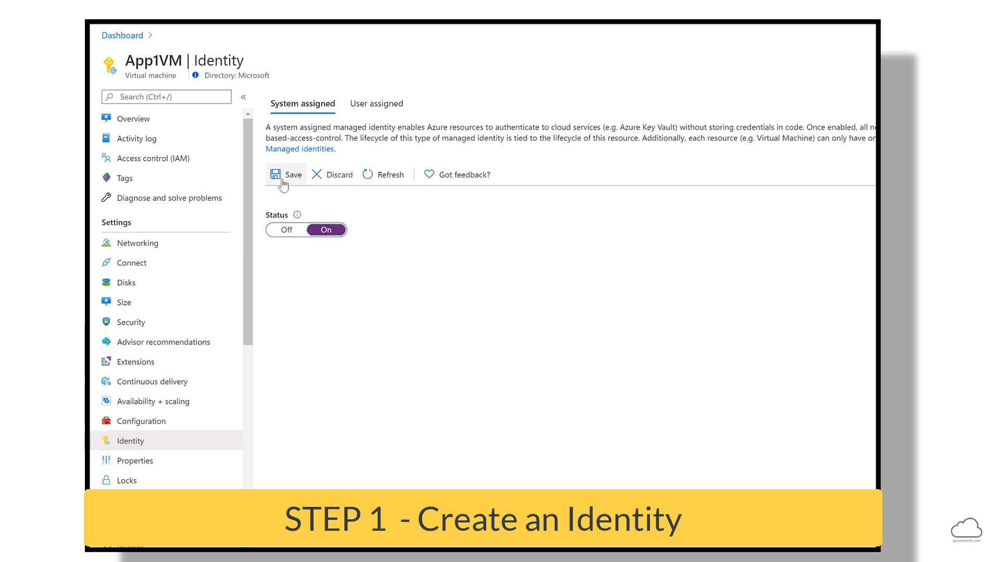 Dashboard
App1VM | Identity
Virtual machine
Directory: Microsoft
Search (Ctrl+/)
«
Overview
Activity log
Access control (IAM)
Tags
Diagnose and solve problems
Settings
Networking
Connect
Disks
Size
Security
Advisor recommendations
Extensions
Continuous delivery
Availability + scaling
Configuration
Identity
Properties
Locks
System assigned
User assigned
A system assigned managed identity enables Azure resources to authenticate to cloud services (e.g. Azure Key Vault) without storing credentials in code. Once enabled, all
based-access-control. The lifecycle of this type of managed identity is tied to the lifecycle of this resource. Additionally, each resource (e.g. Virtual Machine) can only have
Managed identities.
Save
Discard
Refresh
Got feedback?
Status
Off
On
STEP 1 - Create an Identity
azuremonk.com